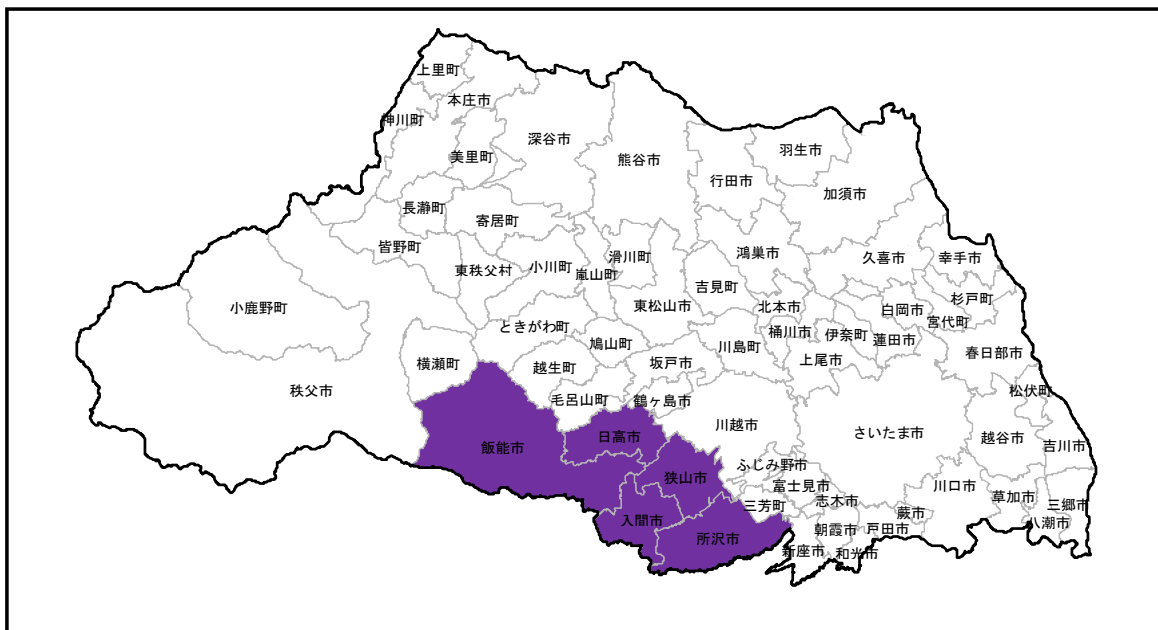 上里町
本庄市
神川町
美里町
深谷市
熊谷市
羽生市
行田市
加須市
長瀞町
寄居町
皆野町
東秩父村
小川町
嵐山町
滑川町
鴻巣市
久喜市
幸手市
吉見町
東松山市
北本市
白岡市
杉戸町
宮代町
小鹿野町
ときがわ町
鳩山町
川島町
桶川市
伊奈町
蓮田市
春日部市
上尾市
横瀬町
越生町
坂戸市
秩父市
毛呂山町
鶴ヶ島市
松伏町
川越市
さいたま市
越谷市
吉川市
飯能市
日高市
狭山市
ふじみ野市
富士見市
志木市
川口市
草加市
三郷市
三芳町
蕨市
八潮市
入間市
所沢市
朝霞市
戸田市
新座市
和光市